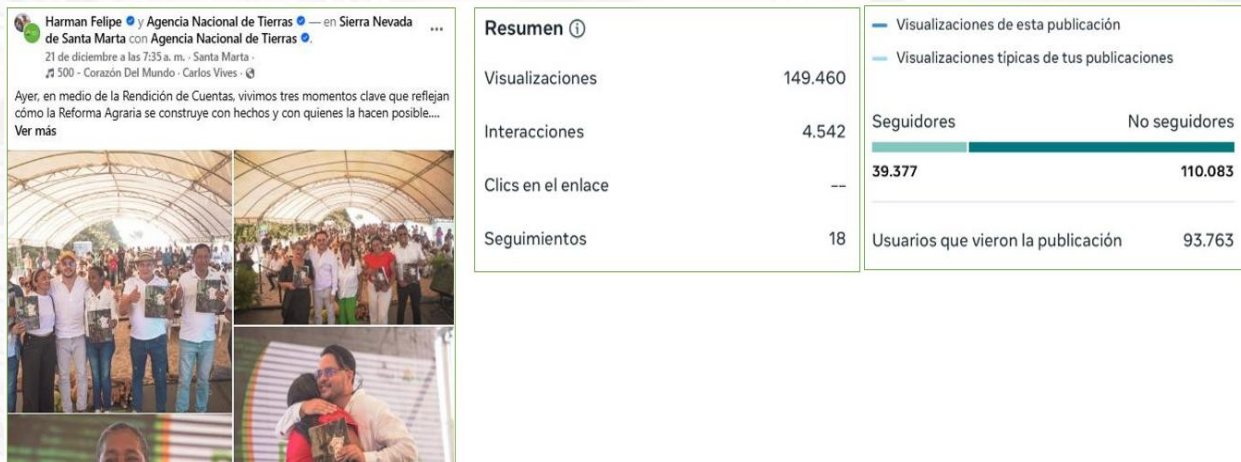 Harman Felipe y Agencia Nacional de Tierras — en Sierra Nevada
de Santa Marta con Agencia Nacional de Tierras.
21 de diciembre a las 7:35 a. m. · Santa Marta ·
500 - Corazón Del Mundo · Carlos Vives ·
Ayer, en medio de la Rendición de Cuentas, vivimos tres momentos clave que reflejan
cómo la Reforma Agraria se construye con hechos y con quienes la hacen posible....
Ver más
Resumen
Visualizaciones 149.460
Interacciones 4.542
Clics en el enlace --
Seguimientos 18
Visualizaciones de esta publicación
Visualizaciones típicas de tus publicaciones
Seguidores No seguidores
39.377 110.083
Usuarios que vieron la publicación 93.763